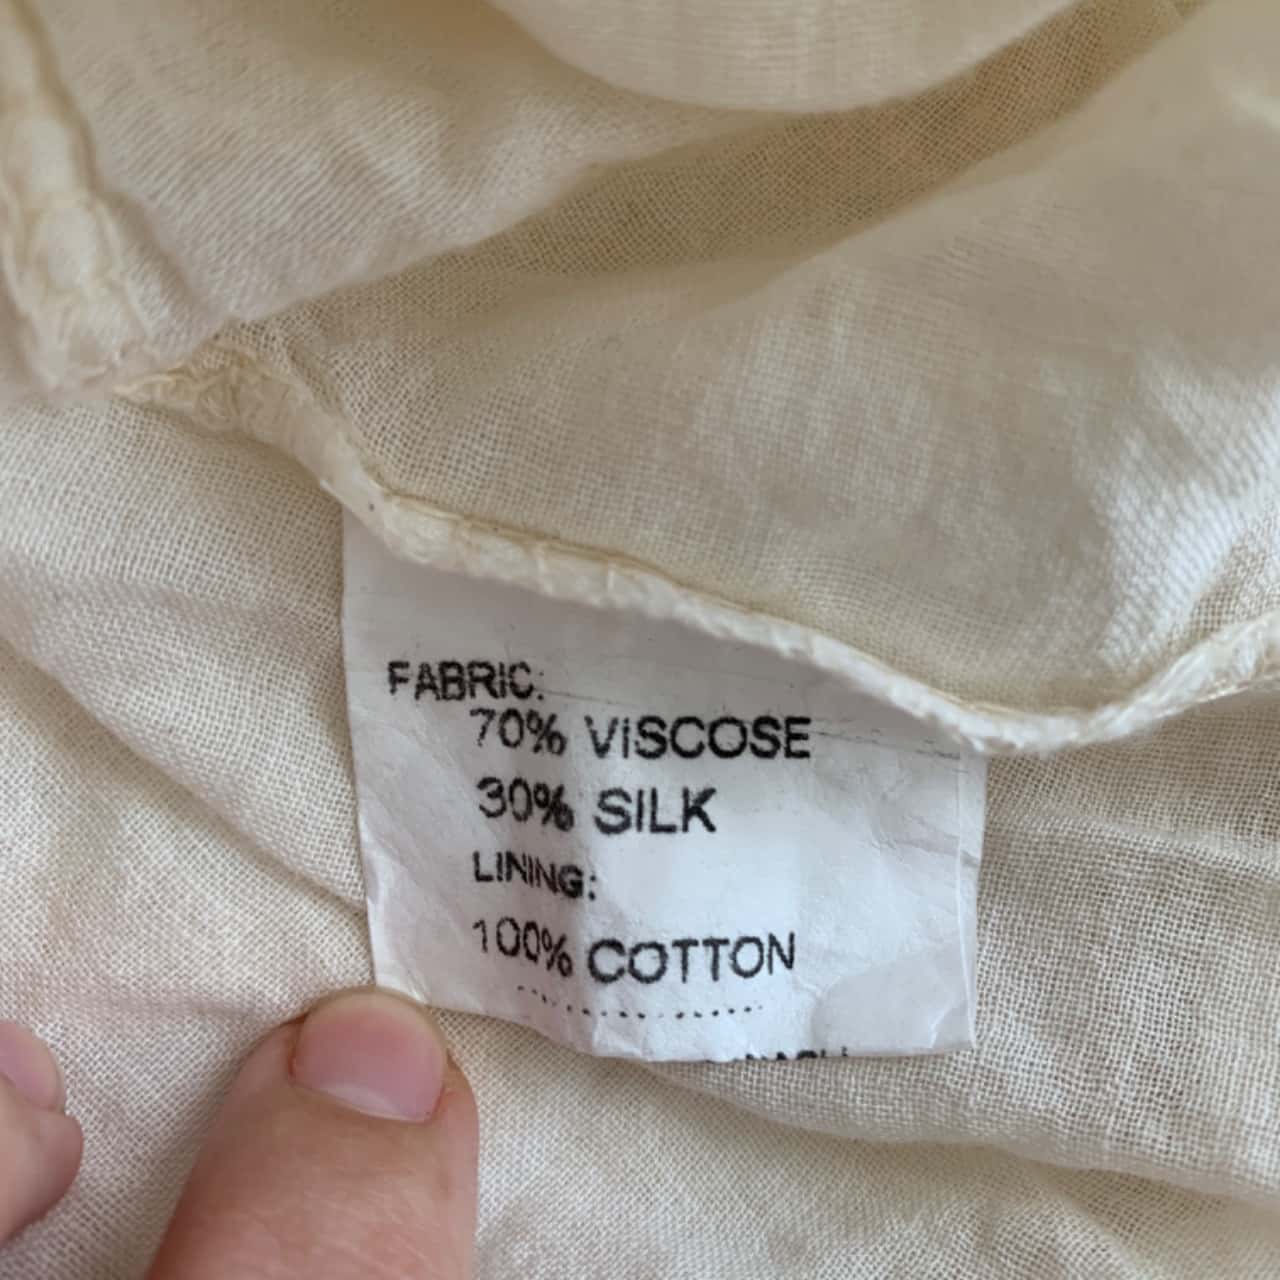 FABRIC:
70% ViSCOSE
30% SILK
LINING:
100% COTTON